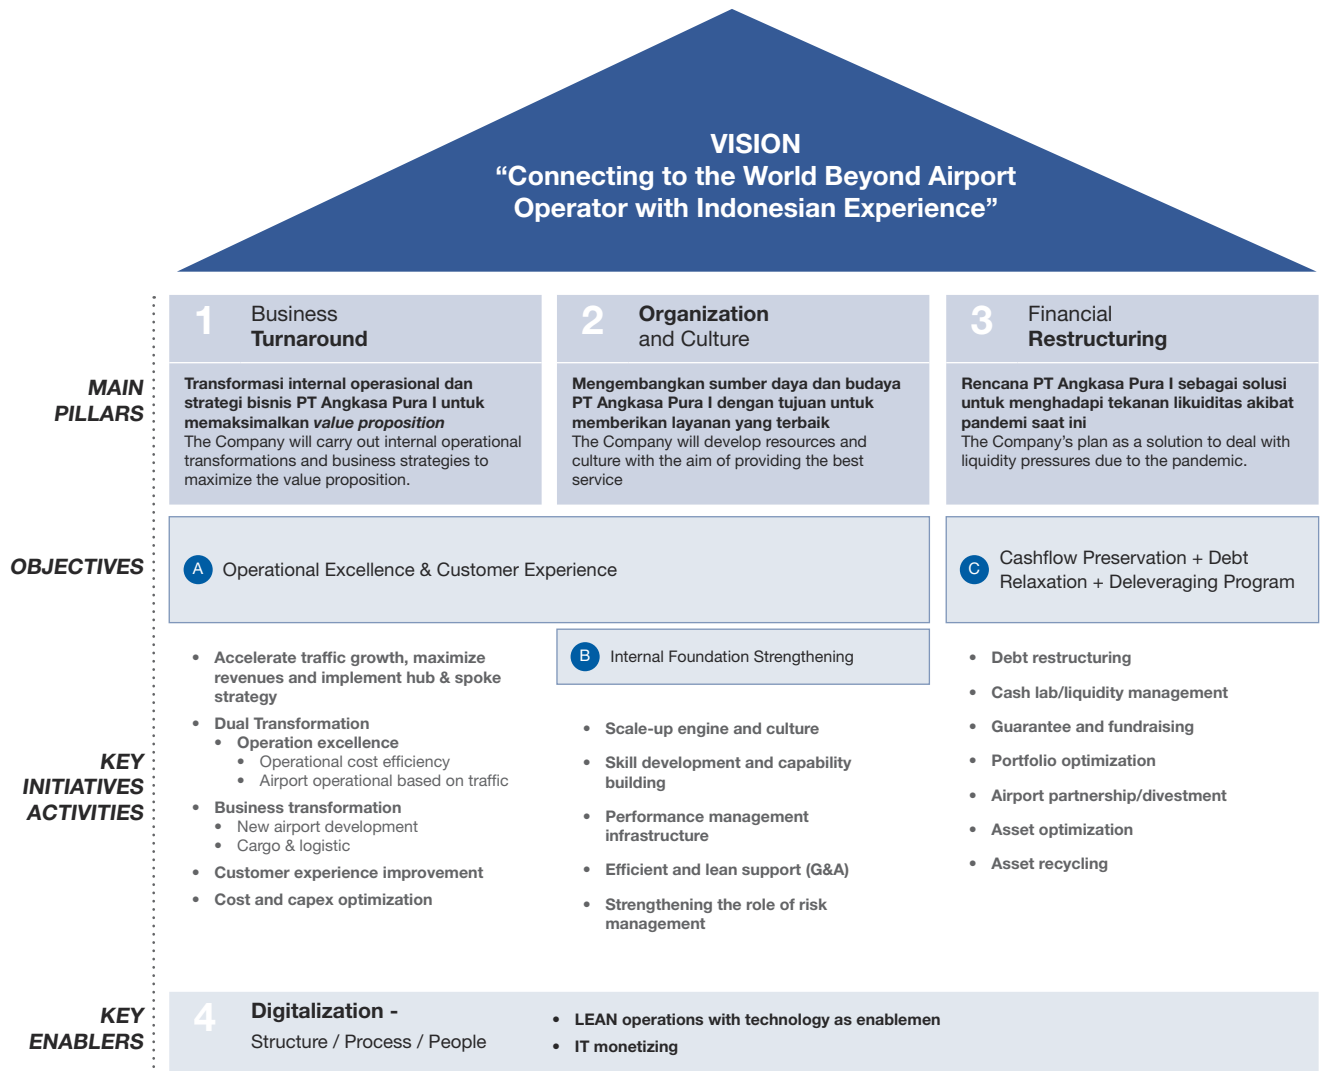 VISION
“Connecting to the World Beyond Airport
Operator with Indonesian Experience”
MAIN
PILLARS
1
Business
Turnaround
Transformasi internal operasional dan
strategi bisnis PT Angkasa Pura I untuk
memaksimalkan value proposition
The Company will carry out internal operational
transformations and business strategies to
maximize the value proposition.
2
Organization
and Culture
Mengembangkan sumber daya dan budaya
PT Angkasa Pura I dengan tujuan untuk
memberikan layanan yang terbaik
The Company will develop resources and
culture with the aim of providing the best
service
3
Financial
Restructuring
Rencana PT Angkasa Pura I sebagai solusi
untuk menghadapi tekanan likuiditas akibat
pandemi saat ini
The Company’s plan as a solution to deal with
liquidity pressures due to the pandemic.
OBJECTIVES
A Operational Excellence & Customer Experience
B Internal Foundation Strengthening
C Cashflow Preservation + Debt
Relaxation + Deleveraging Program
KEY
INITIATIVES
ACTIVITIES
• Accelerate traffic growth, maximize
revenues and implement hub & spoke
strategy
• Dual Transformation
• Operation excellence
• Operational cost efficiency
• Airport operational based on traffic
• Business transformation
• New airport development
• Cargo & logistic
• Customer experience improvement
• Cost and capex optimization
• Scale-up engine and culture
• Skill development and capability
building
• Performance management
infrastructure
• Efficient and lean support (G&A)
• Strengthening the role of risk
management
• Debt restructuring
• Cash lab/liquidity management
• Guarantee and fundraising
• Portfolio optimization
• Airport partnership/divestment
• Asset optimization
• Asset recycling
KEY
ENABLERS
4
Digitalization -
Structure / Process / People
• LEAN operations with technology as enablemen
• IT monetizing